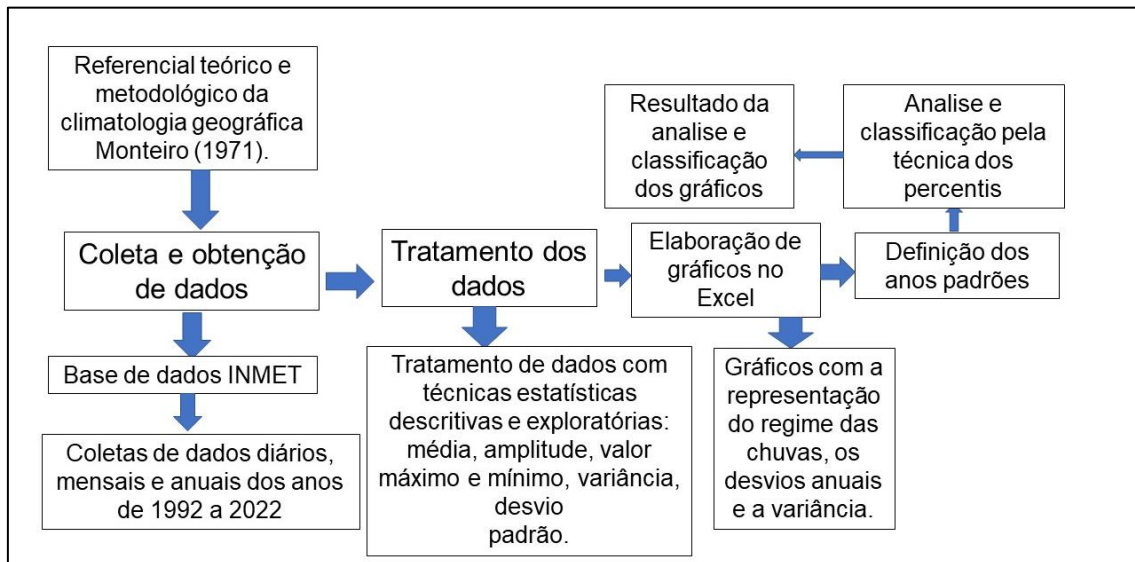 Referencial teórico e
metodológico da
climatologia geográfica
Monteiro (1971).
Coleta e obtenção
de dados
Base de dados INMET
Coletas de dados diários,
mensais e anuais dos anos
de 1992 a 2022
Tratamento dos
dados
Tratamento de dados com
técnicas estatísticas
descritivas e exploratórias:
média, amplitude, valor
máximo e mínimo, variância,
desvio
padrão.
Elaboração de
gráficos no
Excel
Gráficos com a
representação
do regime das
chuvas, os
desvios anuais
e a variância.
Definição dos
anos padrões
Analise e
classificação pela
técnica dos
percentis
Resultado da
analise e
classificação
dos gráficos